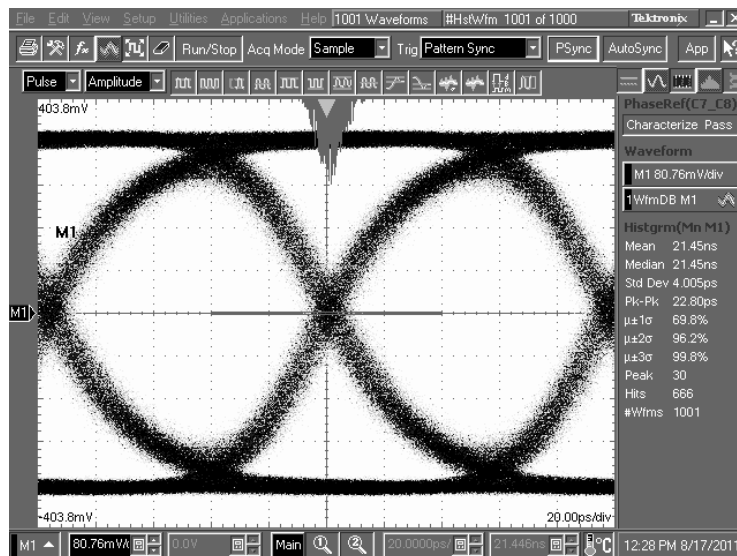 File Edit View Setup Utilities Applications Help 1001 Waveforms #HstWfm 1001 of 1000 Tektronix
Run/Stop Acq Mode Sample Trig Pattern Sync PSync AutoSync App
Pulse Amplitude
403.8mV
PhaseRef(C7_C8)
Characterize Pass
Waveform
M1 80.76mV/div
1WfmDB M1
M1
Histgrm(Mn M1)
Mean 21.45ns
Median 21.45ns
Std Dev 4.005ps
Pk-Pk 22.80ps
M1
µ±1σ 69.8%
µ±2σ 96.2%
µ±3σ 99.8%
Peak 30
Hits 666
#Wfms 1001
-403.8mV 20.00ps/div
M1 80.76mV/ 0.0V Main 1 2 20.0000ps/ 21.446ns °C 12:28 PM 8/17/2011